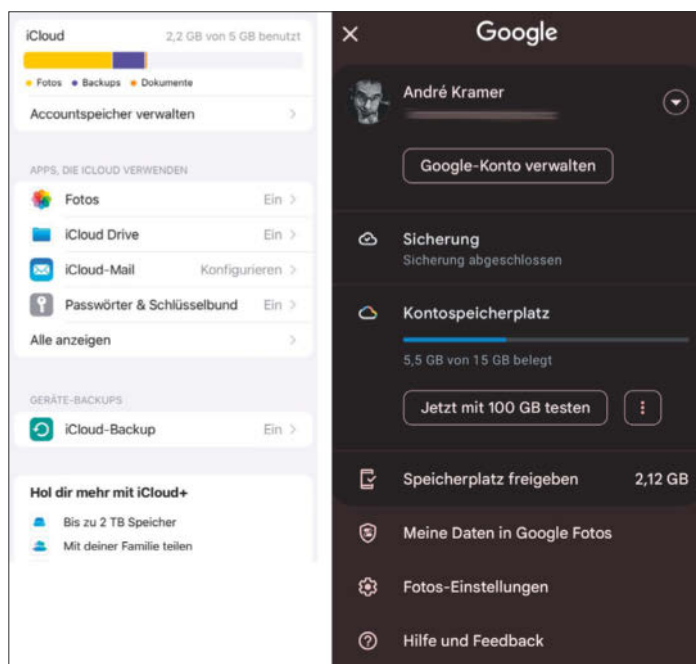 iCloud 2,2 GB von 5 GB benutzt
Fotos Backups Dokumente
Accountspeicher verwalten
APPS, DIE ICLOUD VERWENDEN
Fotos Ein
iCloud Drive Ein
iCloud-Mail Konfigurieren
Passwörter & Schlüsselbund Ein
Alle anzeigen
GERÄTE-BACKUPS
iCloud-Backup Ein
Hol dir mehr mit iCloud+
Bis zu 2 TB Speicher
Mit deiner Familie teilen
Google
André Kramer
Google-Konto verwalten
Sicherung
Sicherung abgeschlossen
Kontospeicherplatz
5,5 GB von 15 GB belegt
Jetzt mit 100 GB testen
Speicherplatz freigeben 2,12 GB
Meine Daten in Google Fotos
Fotos-Einstellungen
Hilfe und Feedback